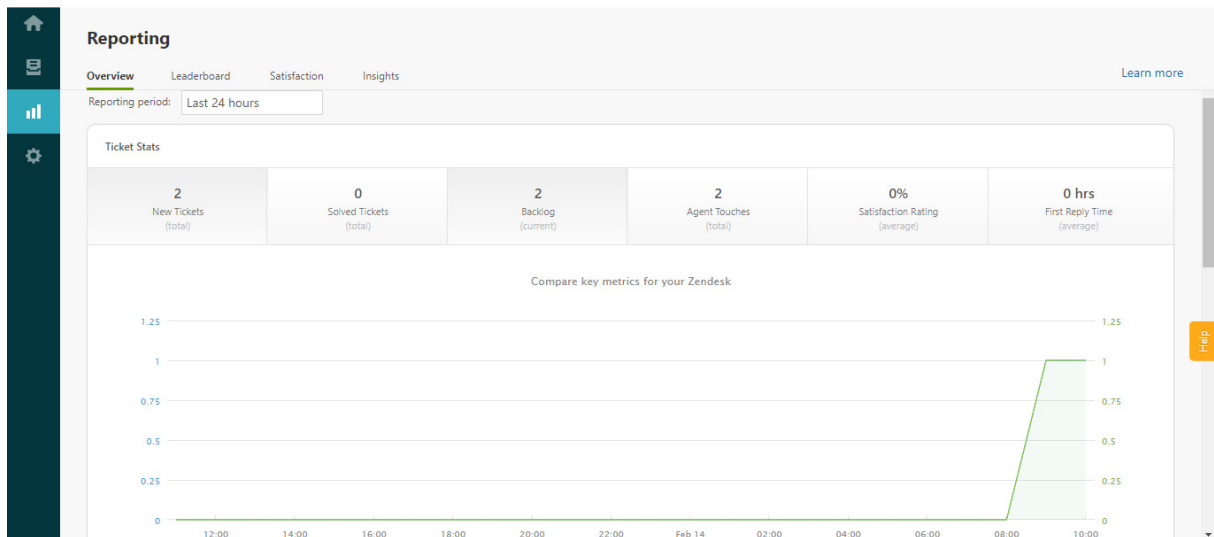 Reporting
Overview Leaderboard Satisfaction Insights Learn more
Reporting period: Last 24 hours
Ticket Stats
2 0 2 2 0% 0 hrs
New Tickets Solved Tickets Backlog Agent Touches Satisfaction Rating First Reply Time
(total) (total) (current) (total) (average) (average)
Compare key metrics for your Zendesk
1.25 1.25
Help
1 1
0.75 0.75
0.5 0.5
0.25 0.25
0 0
12:00 14:00 16:00 18:00 20:00 22:00 Feb 14 02:00 04:00 06:00 08:00 10:00